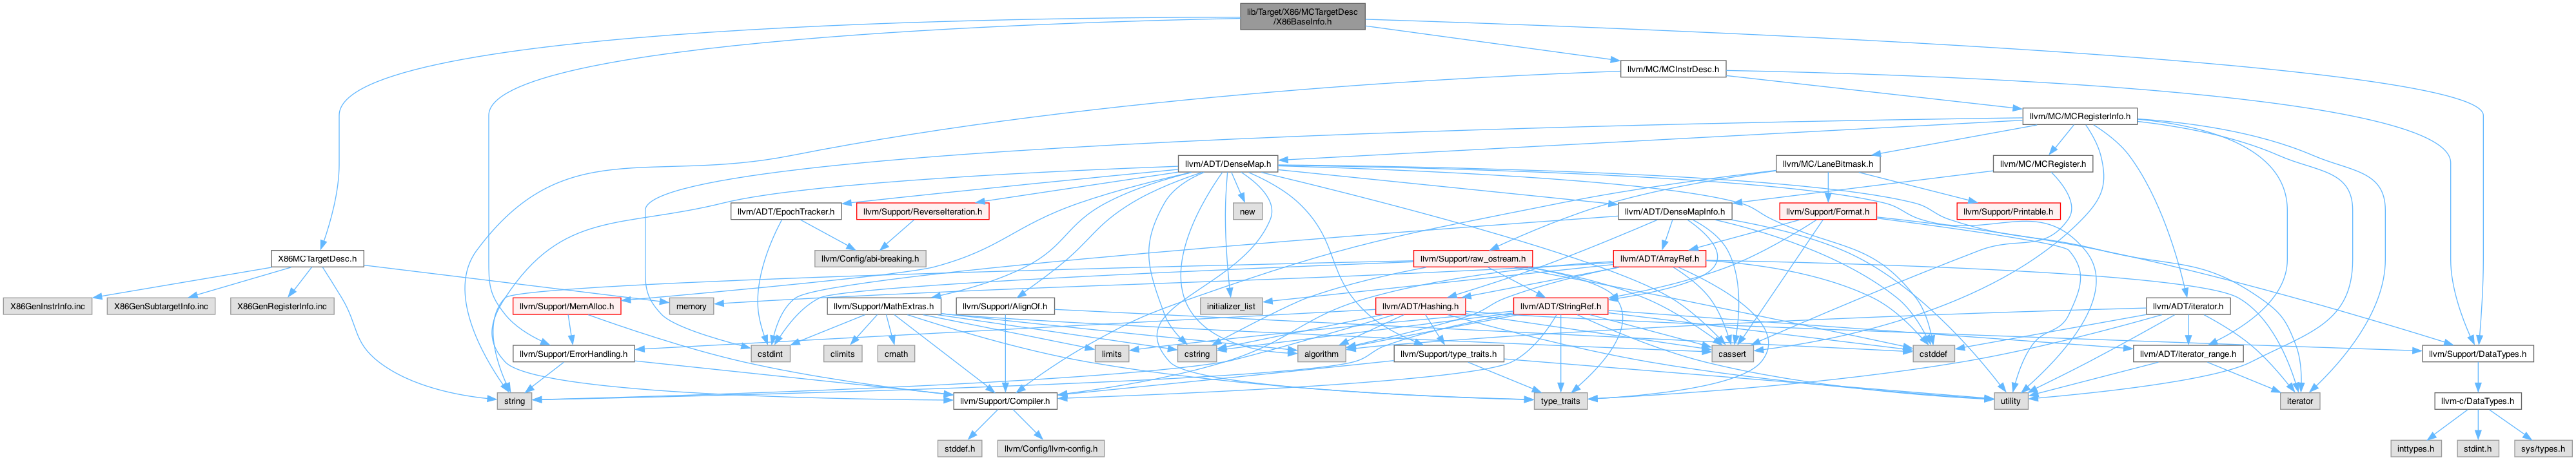 lib/Target/X86/MCTargetDesc
/X86BaseInfo.h
llvm/MC/MCInstrDesc.h
llvm/MC/MCRegisterInfo.h
llvm/ADT/DenseMap.h
llvm/MC/LaneBitmask.h
llvm/MC/MCRegister.h
llvm/ADT/EpochTracker.h
llvm/Support/ReverseIteration.h
new
llvm/ADT/DenseMapInfo.h
llvm/Support/Format.h
llvm/Support/Printable.h
X86MCTargetDesc.h
llvm/Config/abi-breaking.h
llvm/Support/raw_ostream.h
llvm/ADT/ArrayRef.h
X86GenInstrInfo.inc
X86GenSubtargetInfo.inc
X86GenRegisterInfo.inc
memory
llvm/Support/MemAlloc.h
llvm/Support/MathExtras.h
llvm/Support/AlignOf.h
initializer_list
llvm/ADT/Hashing.h
llvm/ADT/StringRef.h
llvm/ADT/iterator.h
llvm/Support/ErrorHandling.h
cstdint
climits
cmath
limits
cstring
algorithm
llvm/Support/type_traits.h
cassert
cstddef
llvm/ADT/iterator_range.h
llvm/Support/DataTypes.h
string
llvm/Support/Compiler.h
type_traits
utility
iterator
llvm-c/DataTypes.h
stddef.h
llvm/Config/llvm-config.h
inttypes.h
stdint.h
sys/types.h